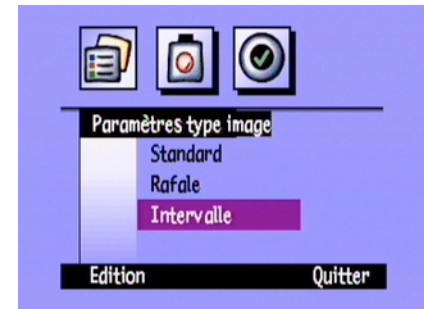 Paramètres type image
Standard
Rafale
Intervalle
Edition Quitter